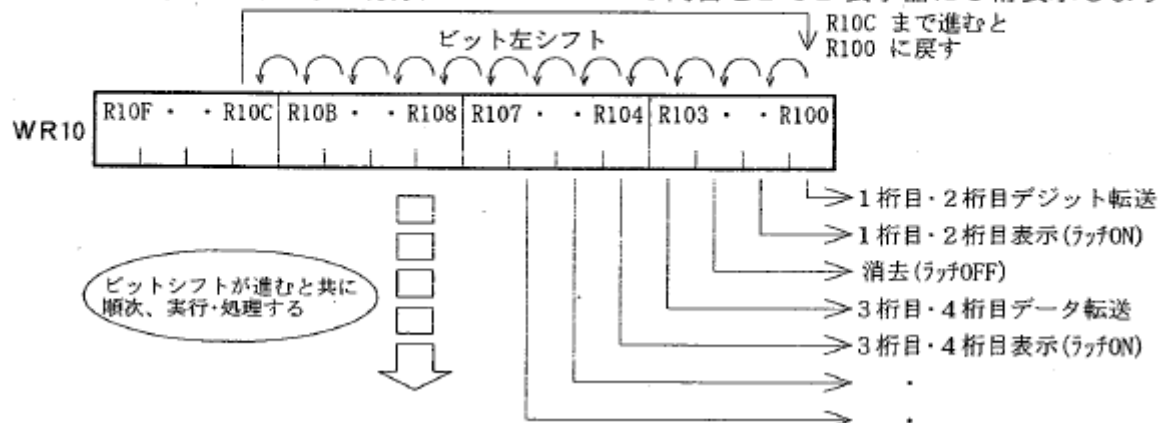 R10C まで進むと
R100 に戻す
ビット左シフト
WR10
R10F ・ ・ R10C R10B ・ ・ R108 R107 ・ ・ R104 R103 ・ ・ R100
1桁目・2桁目デジット転送
1桁目・2桁目表示(ラッチON)
消去(ラッチOFF)
3桁目・4桁目データ転送
3桁目・4桁目表示(ラッチON)
・
・
ビットシフトが進むと共に
順次、実行・処理する